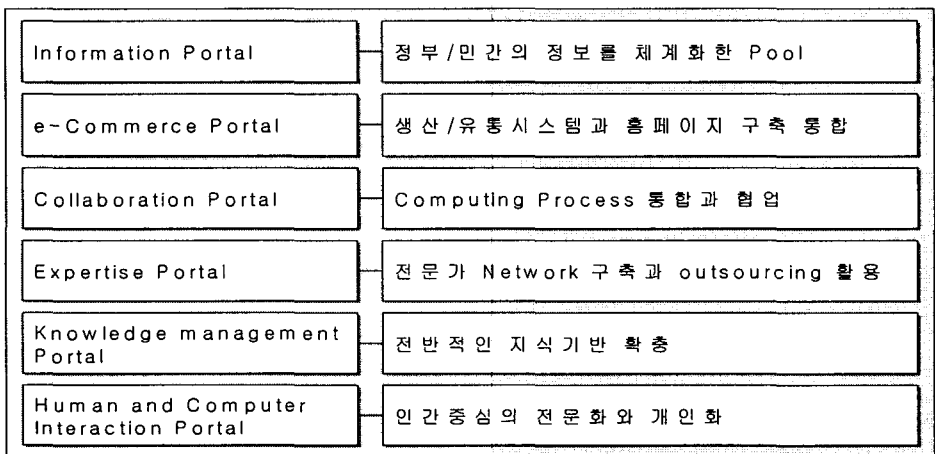 Information Portal
정부/민간의 정보를 체계화한 Pool
e-Commerce Portal
생산/유통시스템과 홈페이지 구축 통합
Collaboration Portal
Computing Process 통합과 협업
Expertise Portal
전문가 Network 구축과 outsourcing 활용
Knowledge management
Portal
전반적인 지식기반 확충
Human and Computer
Interaction Portal
인간중심의 전문화와 개인화